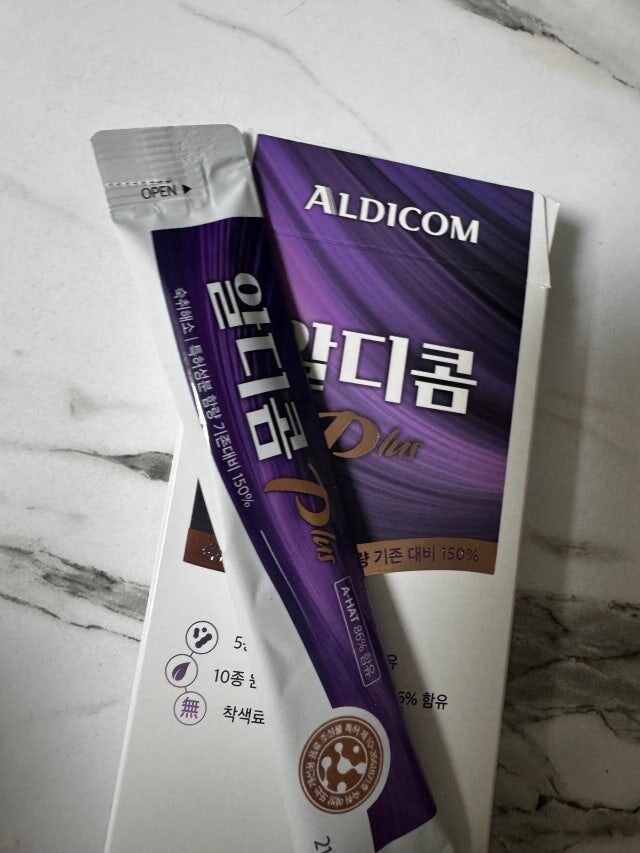 OPEN ▶
알디콤
Plus
숙취해소 | 특허성분 함량 기존대비 150%
A-HAT 86% 함유
ALDICOM
알디콤
Plus
기존 대비 150%
10종
無
착색료
5% 함유